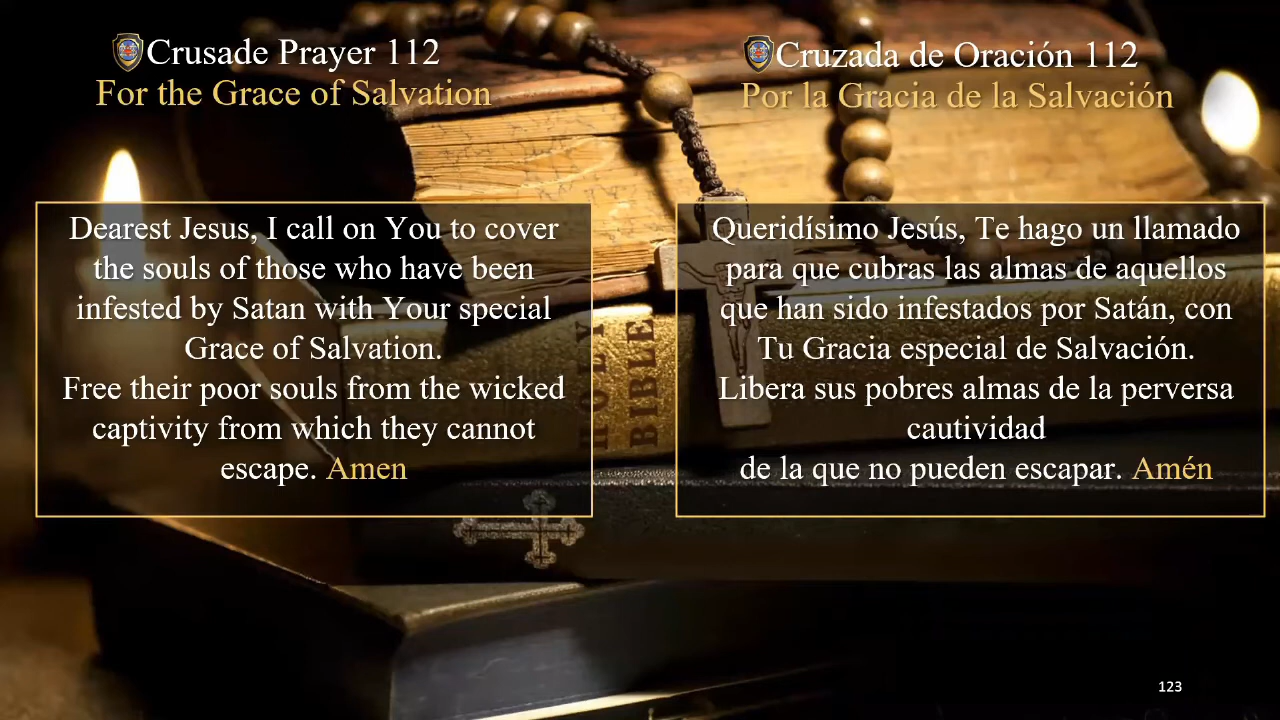 Crusade Prayer 112
For the Grace of Salvation
Dearest Jesus, I call on You to cover
the souls of those who have been
infested by Satan with Your special
Grace of Salvation.
Free their poor souls from the wicked
captivity from which they cannot
escape. Amen
Cruzada de Oración 112
Por la Gracia de la Salvación
Queridísimo Jesús, Te hago un llamado
para que cubras las almas de aquellos
que han sido infestados por Satán, con
Tu Gracia especial de Salvación.
Libera sus pobres almas de la perversa
cautividad
de la que no pueden escapar. Amén
HOLY
BIBLE
123